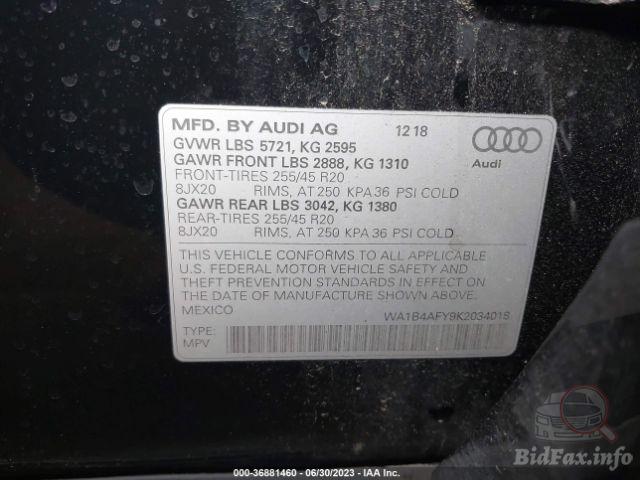 MFD. BY AUDI AG 12 18
GVWR LBS 5721, KG 2595
GAWR FRONT LBS 2888, KG 1310
FRONT-TIRES 255/45 R20
8JX20 RIMS, AT 250 KPA 36 PSI COLD
GAWR REAR LBS 3042, KG 1380
REAR-TIRES 255/45 R20
8JX20 RIMS, AT 250 KPA 36 PSI COLD
Audi
THIS VEHICLE CONFORMS TO ALL APPLICABLE
U.S. FEDERAL MOTOR VEHICLE SAFETY AND
THEFT PREVENTION STANDARDS IN EFFECT ON
THE DATE OF MANUFACTURE SHOWN ABOVE.
MEXICO WA1B4AFY9K2034018
TYPE:
MPV
BidFax.info
© 36881460 - 06/30/2023 - IAA Inc.